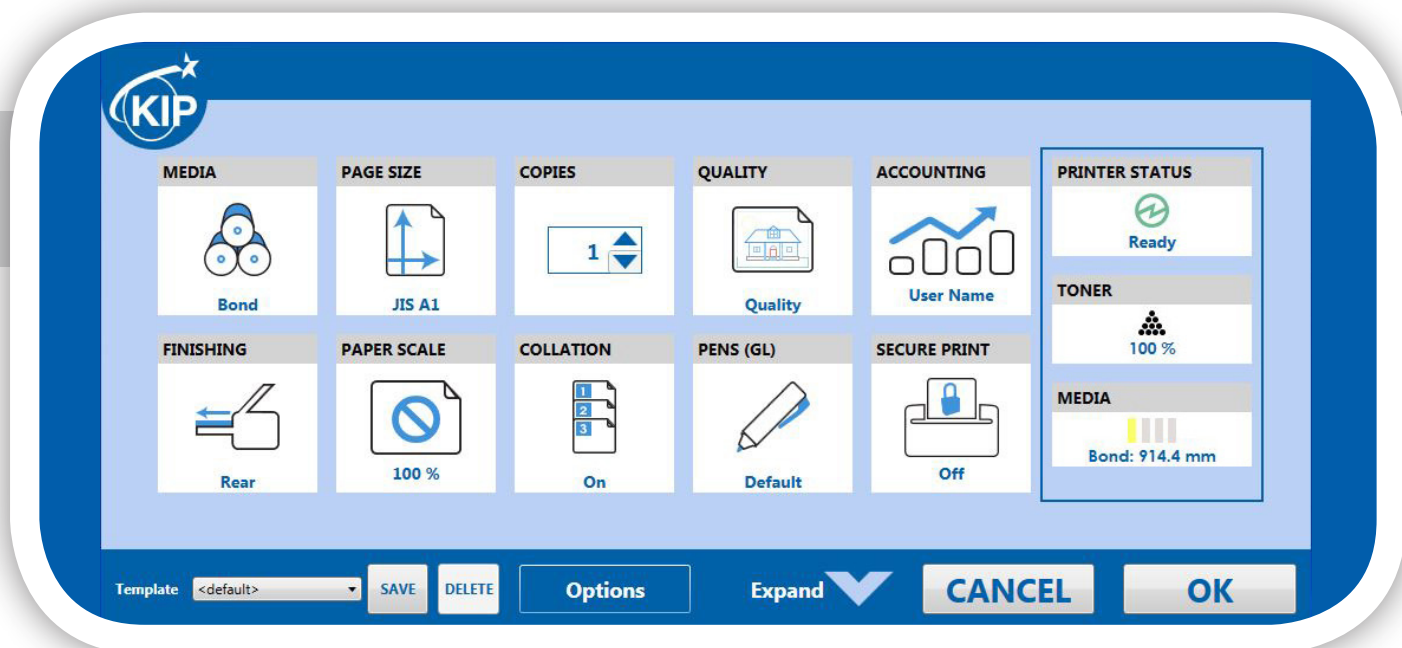 KIP
MEDIA
PAGE SIZE
COPIES
QUALITY
ACCOUNTING
PRINTER STATUS
1
Ready
Bond
JIS A1
Quality
User Name
TONER
100 %
FINISHING
PAPER SCALE
COLLATION
PENS (GL)
SECURE PRINT
1
2
3
MEDIA
Bond: 914.4 mm
Rear
100 %
On
Default
Off
Template
<default>
SAVE
DELETE
Options
Expand
CANCEL
OK